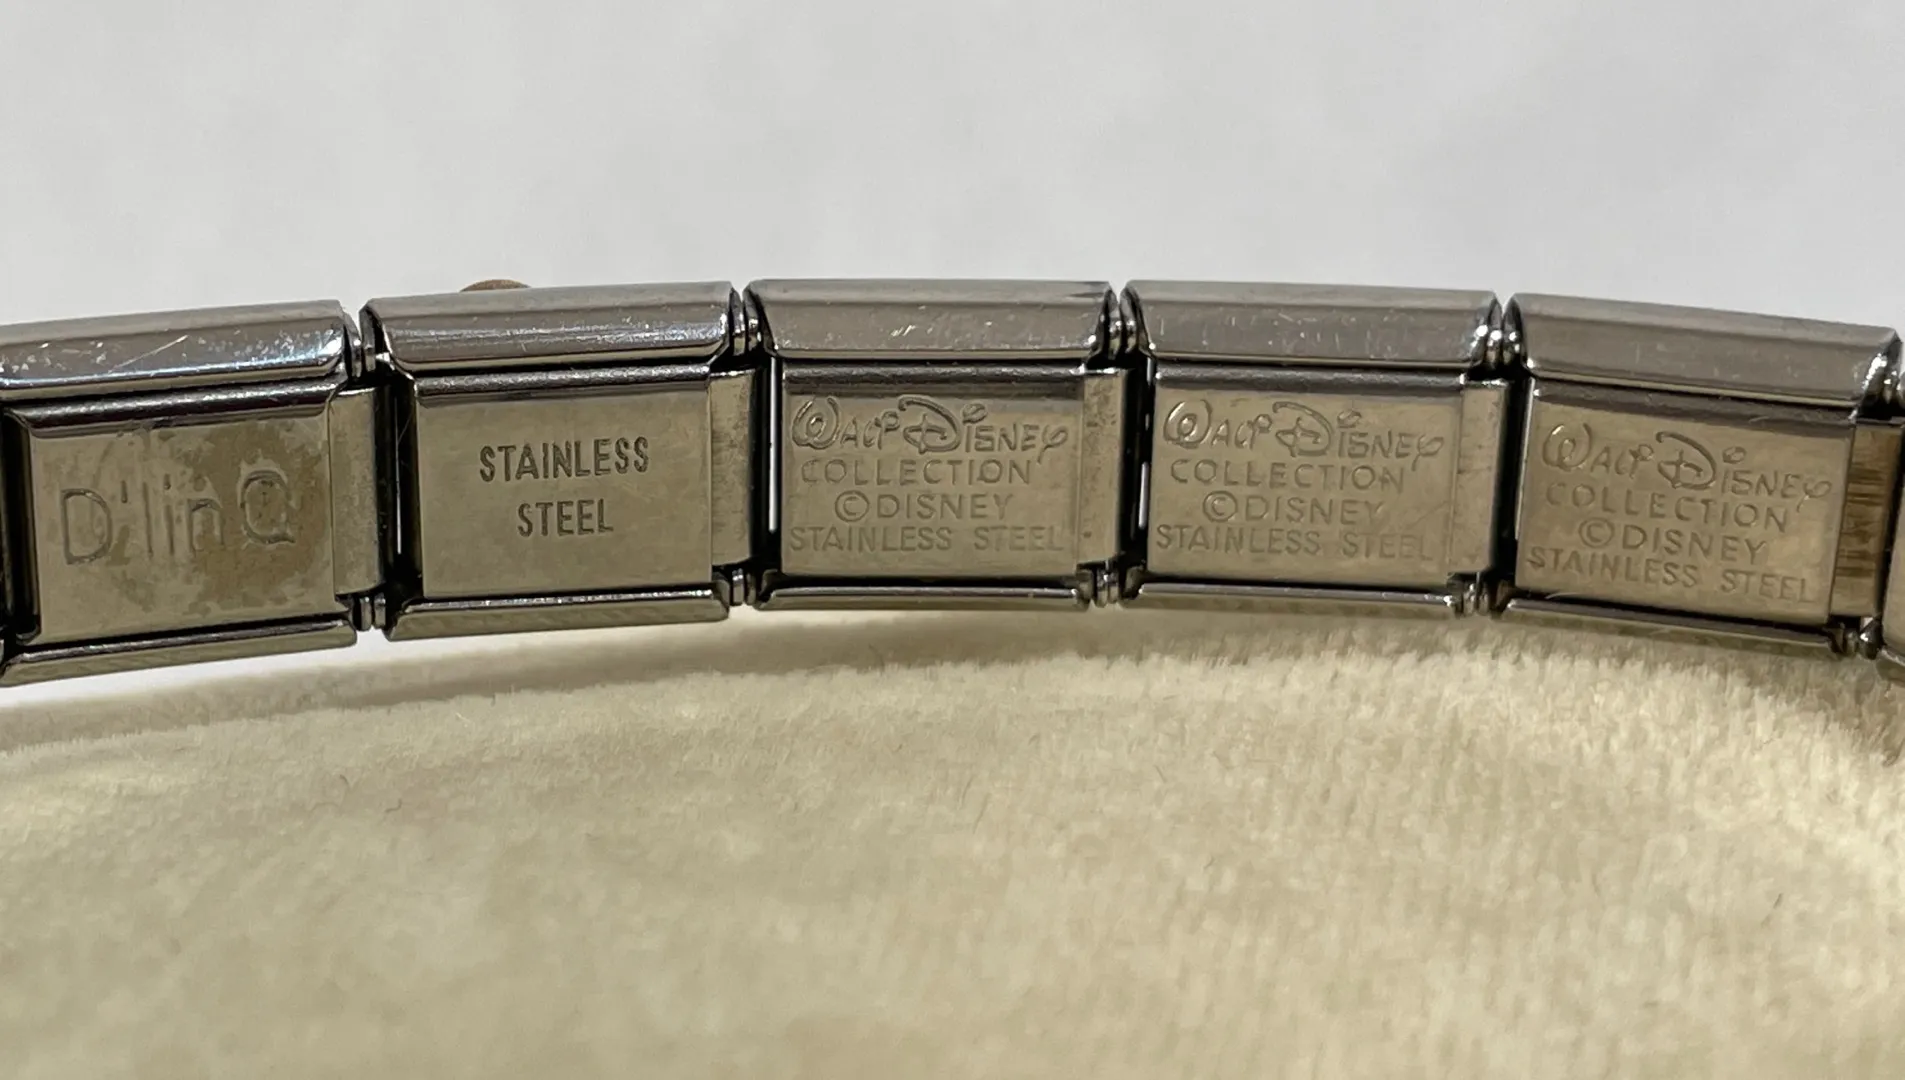 D'linQ
STAINLESS
STEEL
WALT DISNEY
COLLECTION
©DISNEY
STAINLESS STEEL
WALT DISNEY
COLLECTION
©DISNEY
STAINLESS STEEL
WALT DISNEY
COLLECTION
©DISNEY
STAINLESS STEEL